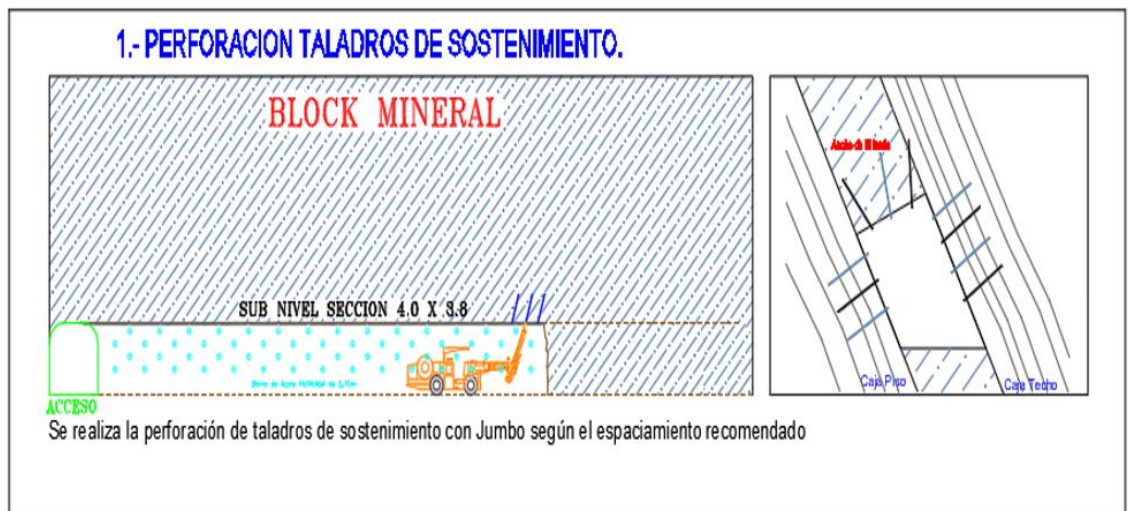 1.- PERFORACION TALADROS DE SOSTENIMIENTO.
BLOCK MINERAL
SUB NIVEL SECCION 4.0 X 3.8
ACCESO
Caja Piso
Caja Techo
Se realiza la perforación de taladros de sostenimiento con Jumbo según el espaciamiento recomendado